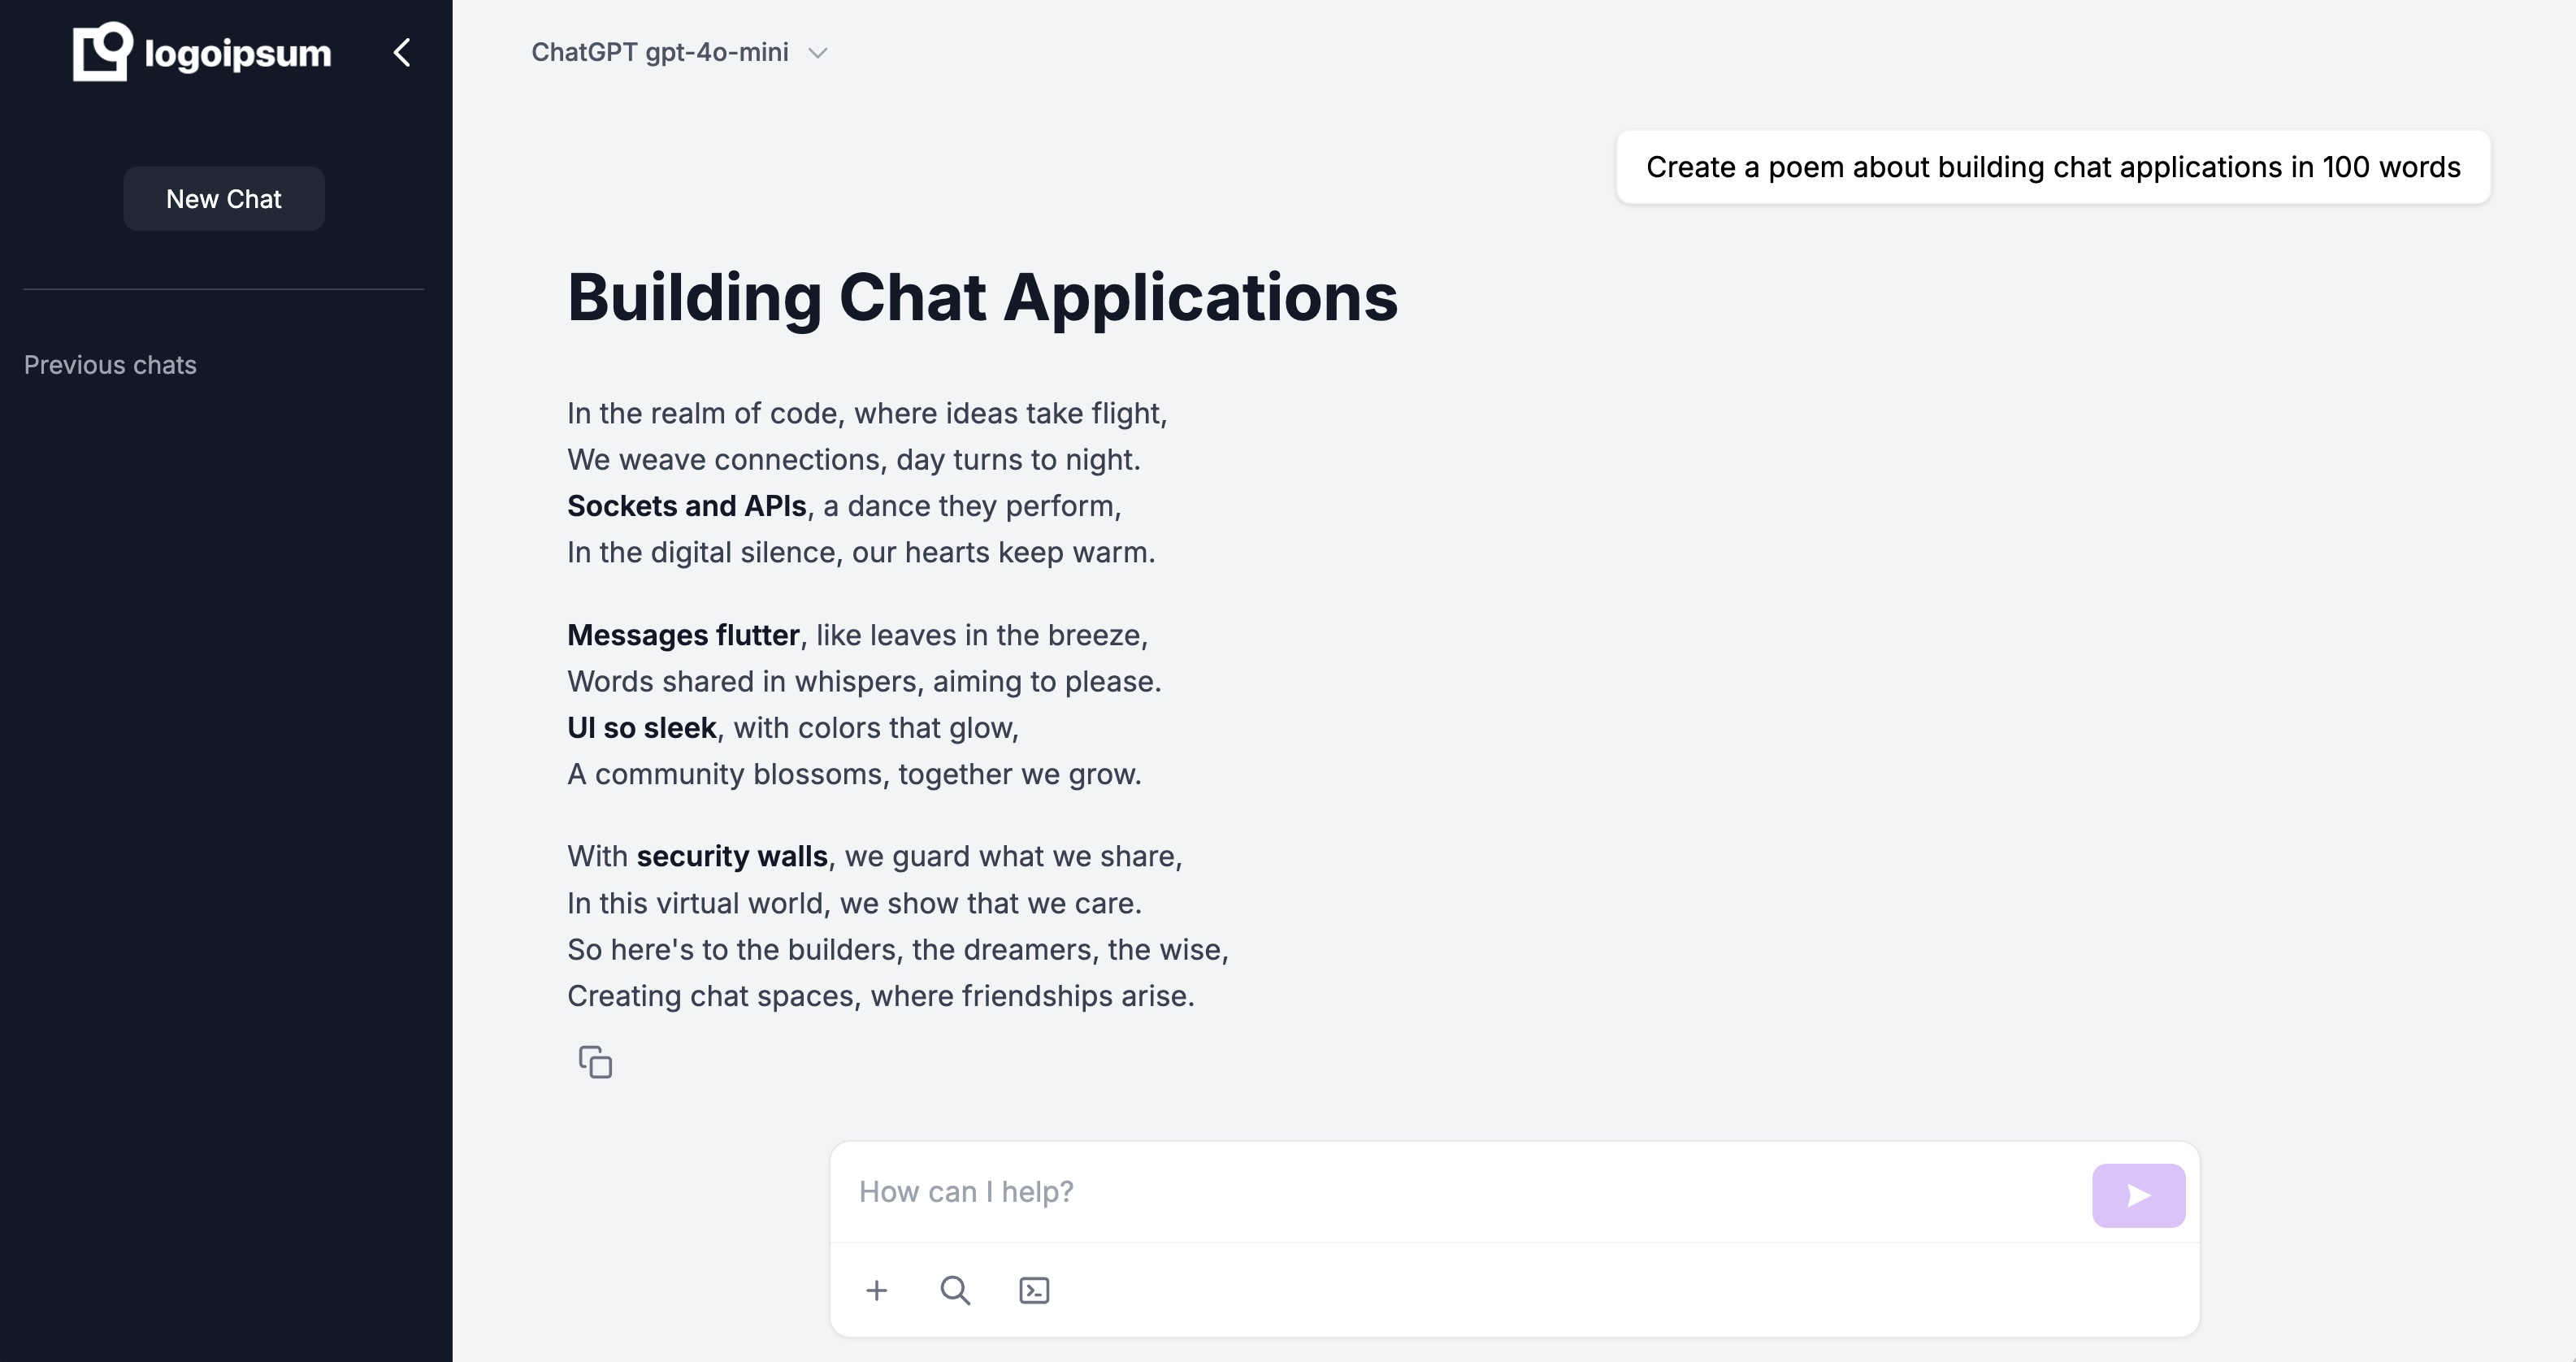 logoipsum
New Chat
Previous chats
ChatGPT gpt-4o-mini
Create a poem about building chat applications in 100 words
Building Chat Applications
In the realm of code, where ideas take flight,
We weave connections, day turns to night.
Sockets and APIs, a dance they perform,
In the digital silence, our hearts keep warm.
Messages flutter, like leaves in the breeze,
Words shared in whispers, aiming to please.
UI so sleek, with colors that glow,
A community blossoms, together we grow.
With security walls, we guard what we share,
In this virtual world, we show that we care.
So here's to the builders, the dreamers, the wise,
Creating chat spaces, where friendships arise.
How can I help?